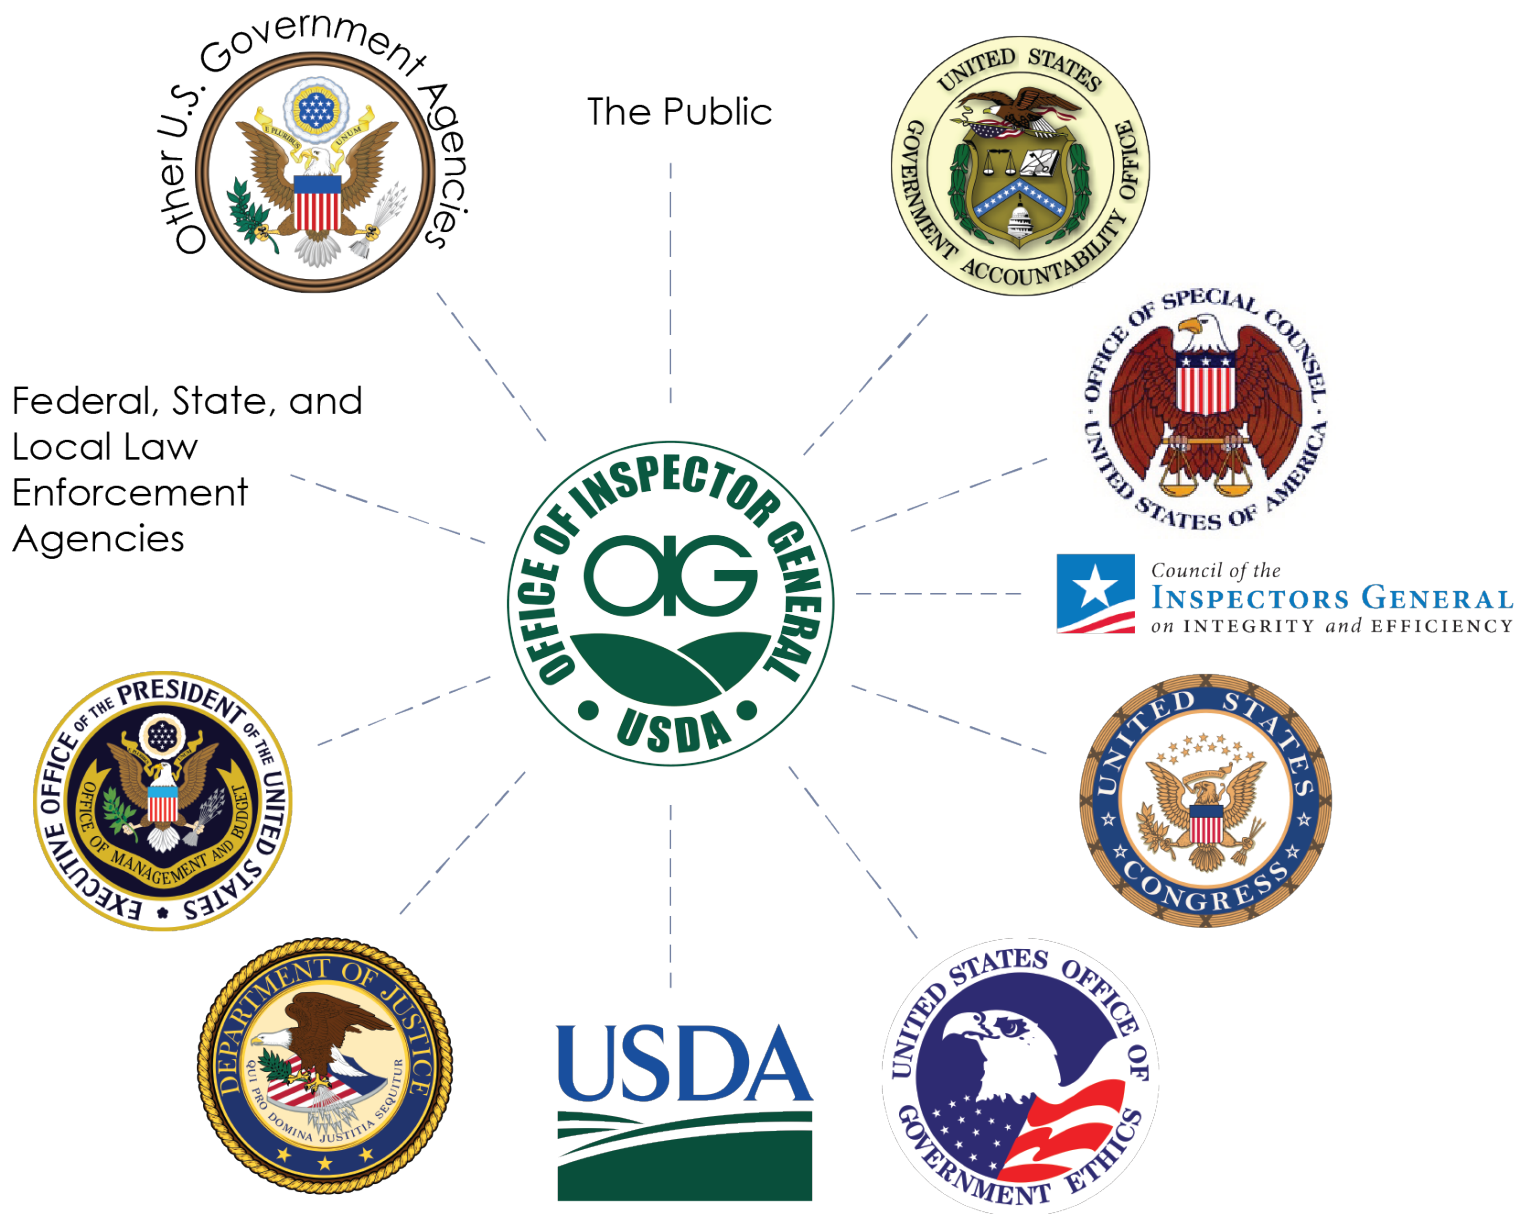 Other U.S. Government Agencies
E PLURIBUS UNUM
The Public
UNITED STATES
GOVERNMENT ACCOUNTABILITY OFFICE
OFFICE OF SPECIAL COUNSEL
UNITED STATES OF AMERICA
Federal, State, and
Local Law
Enforcement
Agencies
OFFICE OF INSPECTOR GENERAL
OIG
USDA
Council of the
INSPECTORS GENERAL
on INTEGRITY and EFFICIENCY
EXECUTIVE OFFICE OF THE PRESIDENT OF THE UNITED STATES
OFFICE OF MANAGEMENT AND BUDGET
UNITED STATES
CONGRESS
DEPARTMENT OF JUSTICE
QUI PRO DOMINA JUSTITIA SEQUITUR
USDA
UNITED STATES OFFICE OF
GOVERNMENT ETHICS